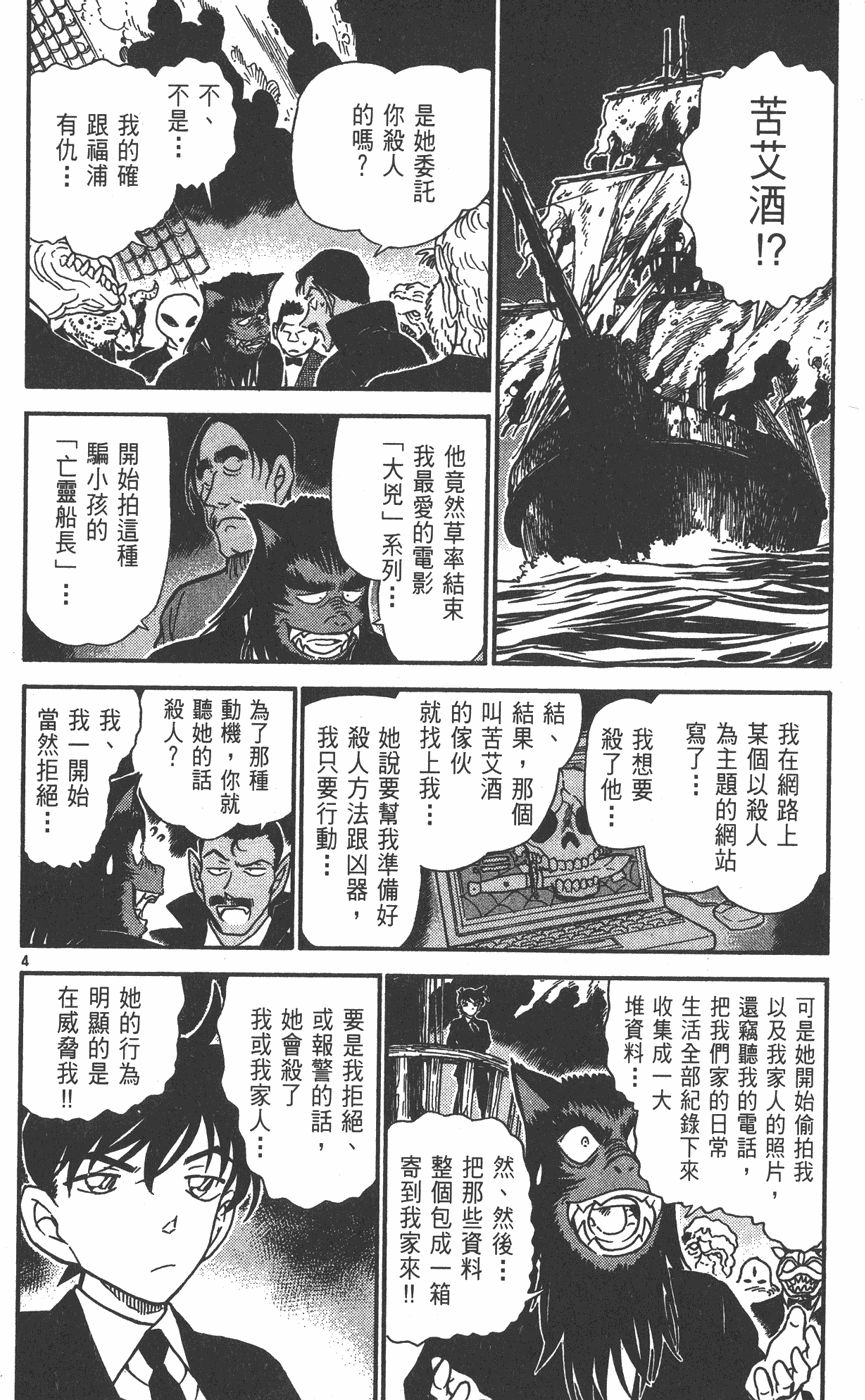 苦艾酒!?
是她委託
你殺人
的嗎？
不、
不是…
我的確
跟福浦
有仇…
他竟然草率結束
我最愛的電影
「大兇」系列…
開始拍這種
騙小孩的
「亡靈船長」…
我在網路上
某個以殺人
為主題的網站
寫了…
我想要
殺了他…
結、
結果，那個
叫苦艾酒
的傢伙
就找上我…
她說要幫我準備好
殺人方法跟凶器，
我只要行動…
為了那種
動機，你就
聽她的話
殺人？
我、
我一開始
當然拒絕…
4
可是她開始偷拍我
以及我家人的照片，
還竊聽我的電話，
把我們家的日常
生活全部紀錄下來
收集成一大
堆資料…
然、然後…
把那些資料
整個包成一箱
寄到我家來!!
要是我拒絕、
或報警的話，
她會殺了
我或我家人…
她的行為
明顯的是
在威脅我!!